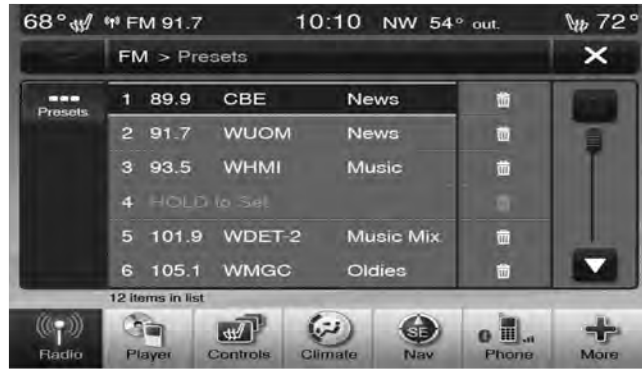 68° FM 91.7 10:10 NW 54° out. 72°
FM > Presets
Presets
1 89.9 CBE News
2 91.7 WUOM News
3 93.5 WHMI Music
4 HOLD to Set
5 101.9 WDET-2 Music Mix
6 105.1 WMGC Oldies
12 items in list
SE
Radio Player Controls Climate Nav Phone More